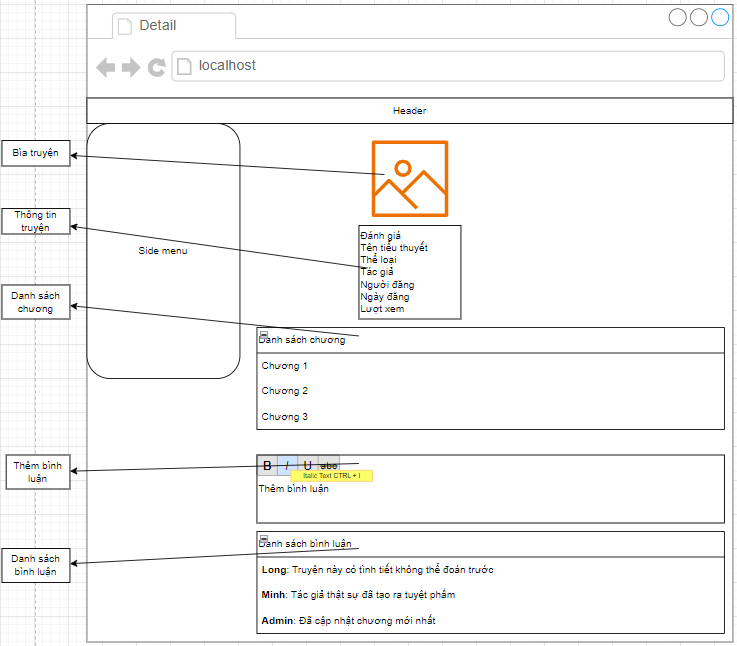 Detail
localhost
Header
Bìa truyện
Thông tin
truyện
Side menu
Đánh giá
Tên tiểu thuyết
Thể loại
Tác giả
Người đăng
Ngày đăng
Lượt xem
Danh sách
chương
Danh sách chương
Chương 1
Chương 2
Chương 3
Thêm bình
luận
B I U abc
Italic Text CTRL + I
Thêm bình luận
Danh sách
bình luận
Danh sách bình luận
Long: Truyện này có tình tiết không thể đoán trước
Minh: Tác giả thật sự đã tạo ra tuyệt phẩm
Admin: Đã cập nhật chương mới nhất